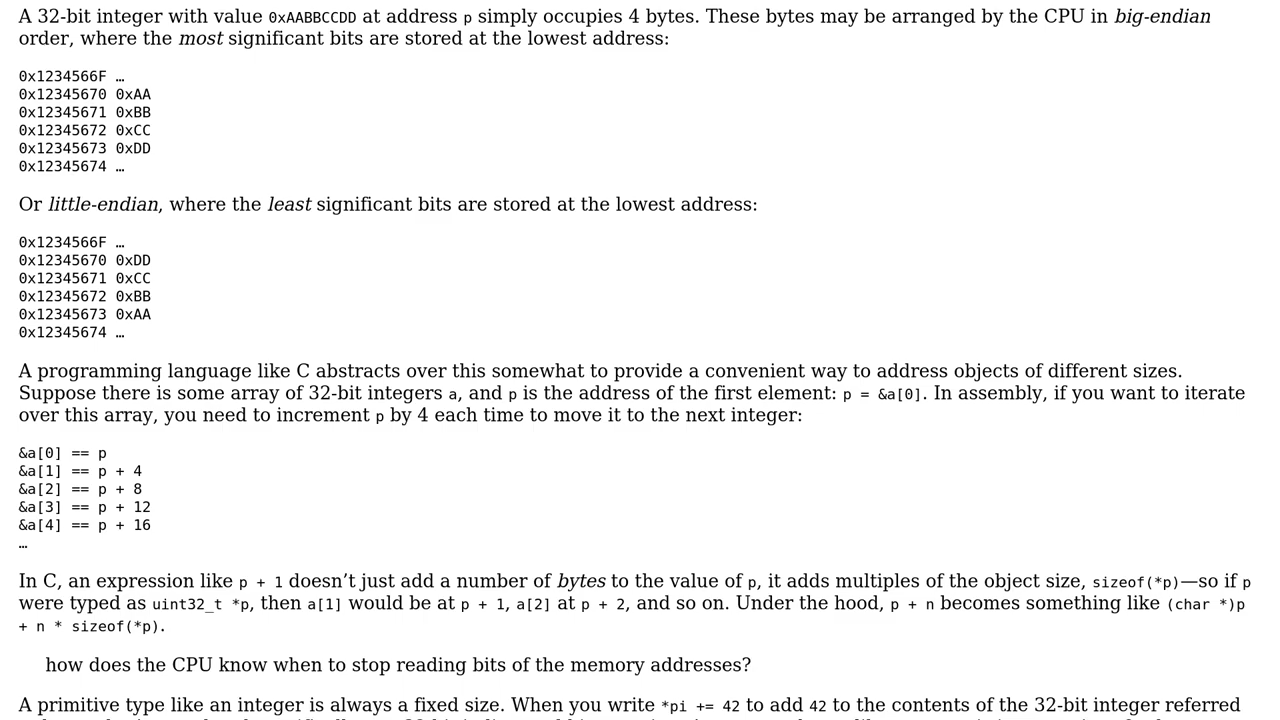 A 32-bit integer with value 0xAABBCCDD at address p simply occupies 4 bytes. These bytes may be arranged by the CPU in big-endian
order, where the most significant bits are stored at the lowest address:
0x1234566F …
0x12345670 0xAA
0x12345671 0xBB
0x12345672 0xCC
0x12345673 0xDD
0x12345674 …
Or little-endian, where the least significant bits are stored at the lowest address:
0x1234566F …
0x12345670 0xDD
0x12345671 0xCC
0x12345672 0xBB
0x12345673 0xAA
0x12345674 …
A programming language like C abstracts over this somewhat to provide a convenient way to address objects of different sizes.
Suppose there is some array of 32-bit integers a, and p is the address of the first element: p = &a[0]. In assembly, if you want to iterate
over this array, you need to increment p by 4 each time to move it to the next integer:
&a[0] == p
&a[1] == p + 4
&a[2] == p + 8
&a[3] == p + 12
&a[4] == p + 16
…
In C, an expression like p + 1 doesn’t just add a number of bytes to the value of p, it adds multiples of the object size, sizeof(*p)—so if p
were typed as uint32_t *p, then a[1] would be at p + 1, a[2] at p + 2, and so on. Under the hood, p + n becomes something like (char *)p
+ n * sizeof(*p).
how does the CPU know when to stop reading bits of the memory addresses?
A primitive type like an integer is always a fixed size. When you write *pi += 42 to add 42 to the contents of the 32-bit integer referred